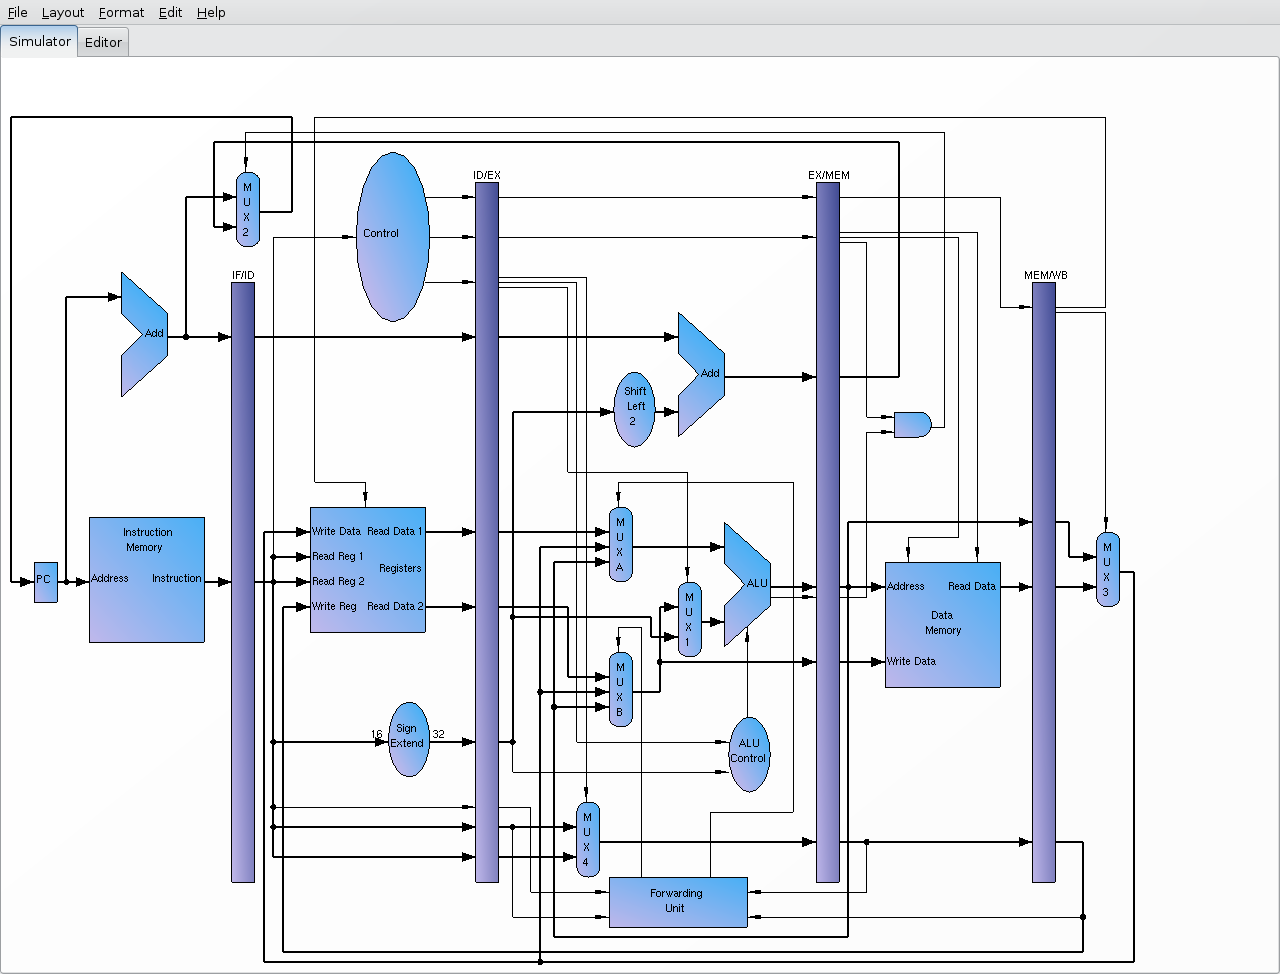 File Layout Format Edit Help
Simulator Editor
ID/EX
EX/MEM
M
U
X
2
Control
IF/ID
MEM/WB
Add
Add
Shift
Left
2
Instruction
Memory
Address Instruction
PC
Write Data Read Data 1
Read Reg 1
Registers
Read Reg 2
Write Reg Read Data 2
M
U
X
A
ALU
M
U
X
1
M
U
X
B
Address Read Data
Data
Memory
Write Data
M
U
X
3
16
Sign
Extend
32
ALU
Control
M
U
X
4
Forwarding
Unit